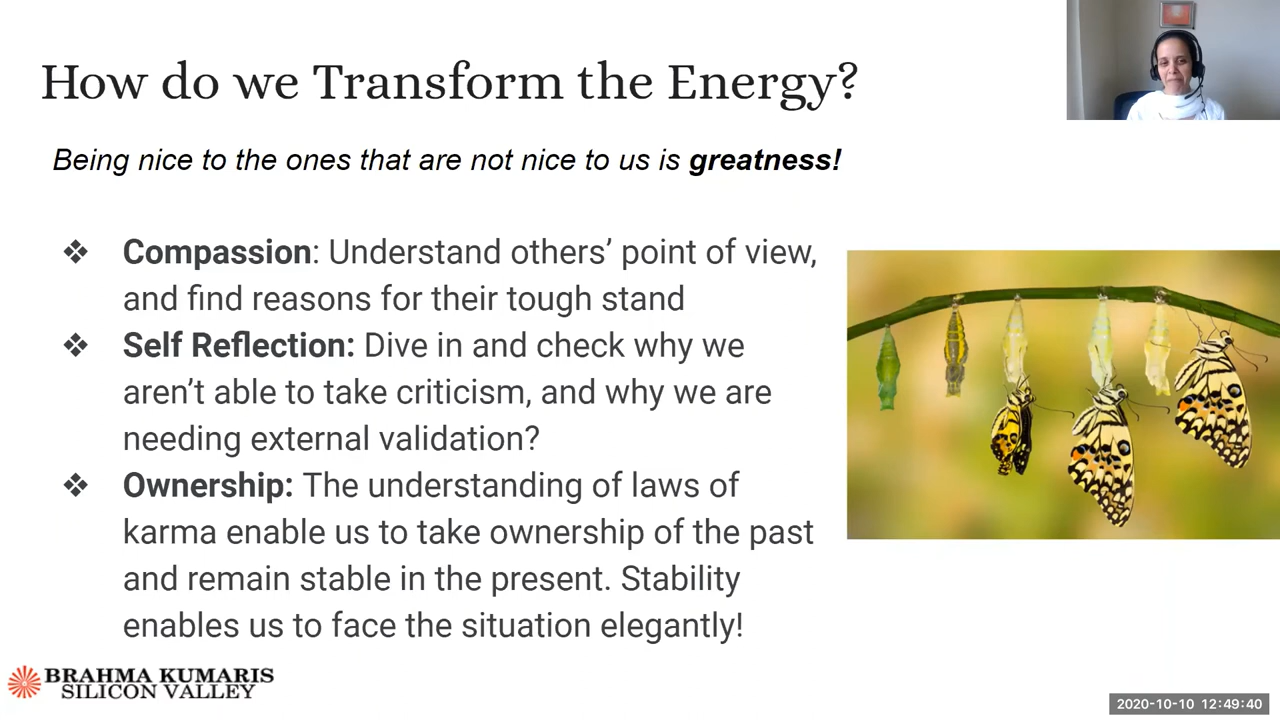 How do we Transform the Energy?
Being nice to the ones that are not nice to us is greatness!
❖ Compassion: Understand others’ point of view,
and find reasons for their tough stand
❖ Self Reflection: Dive in and check why we
aren’t able to take criticism, and why we are
needing external validation?
❖ Ownership: The understanding of laws of
karma enable us to take ownership of the past
and remain stable in the present. Stability
enables us to face the situation elegantly!
BRAHMA KUMARIS
SILICON VALLEY
2020-10-10 12:49:40